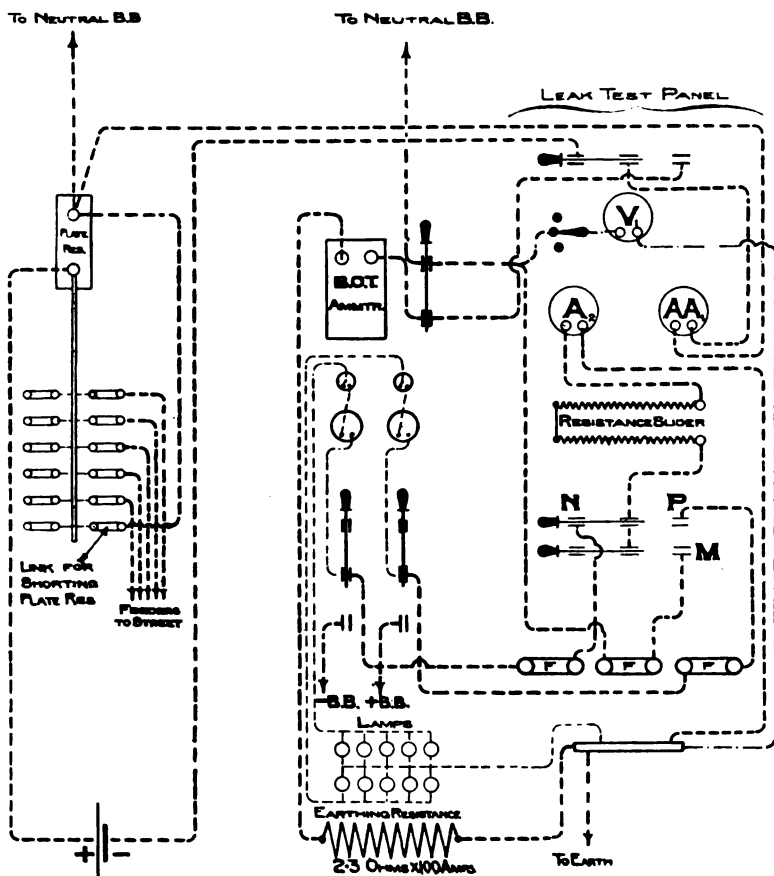 To Neutral B.B
To Neutral B.B.
Leak Test Panel
Plate
Res.
B.O.T.
Ammtr.
V
A2
AA1
Resistance Slider
N
P
M
Link for
Shorting
Plate Res
Feeders
to Street
F
F
F
-B.B. +B.B.
Lamps
Earthing Resistance
2·3 Ohms x 100 Amps
To Earth
+ -